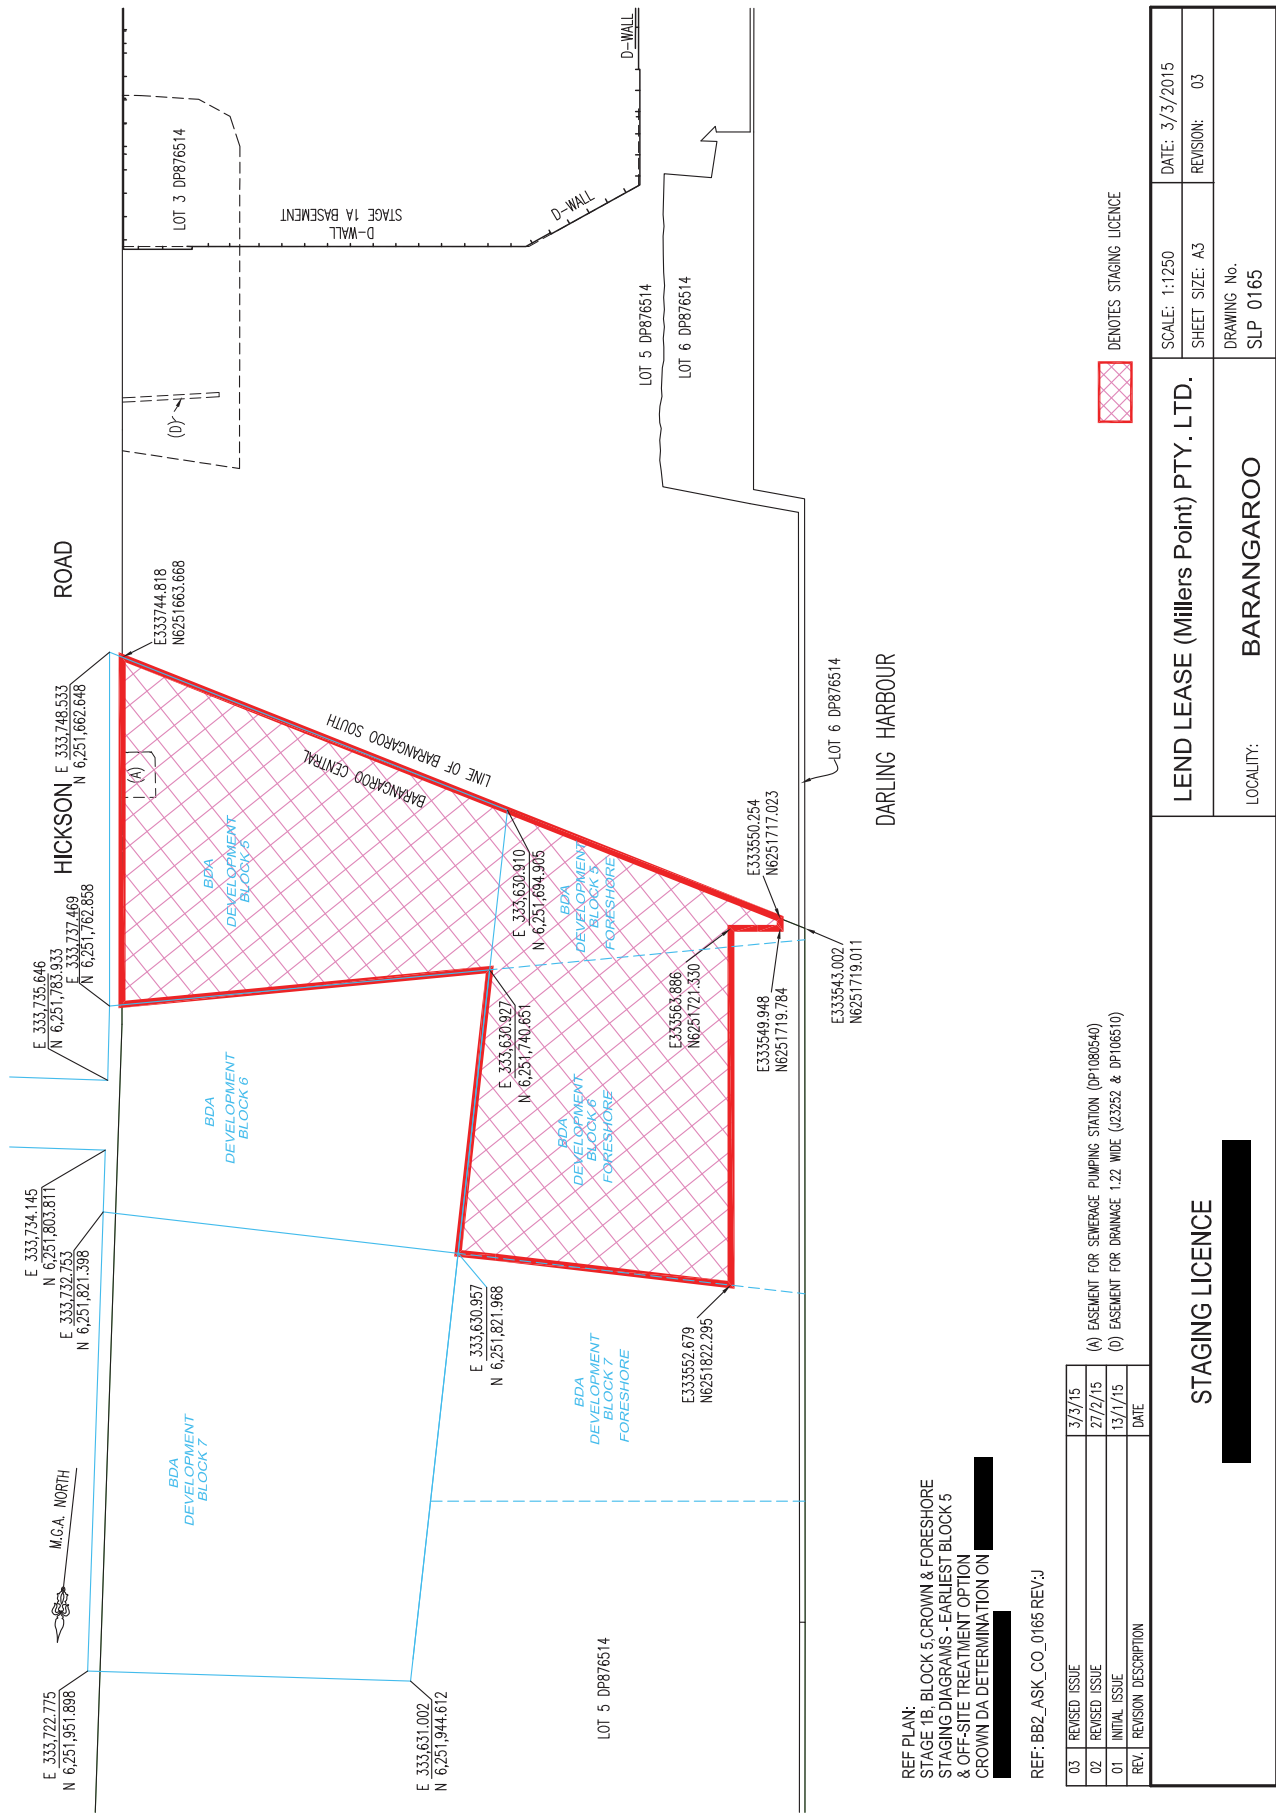 HICKSON
ROAD
M.G.A. NORTH
E 333,722.775
N 6,251,951.898
E 333,732.753
N 6,251,821.398
E 333,734.145
N 6,251,803.811
E 333,735.646
N 6,251,783.933
E 333,737.469
N 6,251,762.858
E 333,748.533
N 6,251,662.648
E333744.818
N6251663.668
LOT 3 DP876514
D-WALL
STAGE 1A BASEMENT
D-WALL
D-WALL
(D)
(A)
BDA
DEVELOPMENT
BLOCK 7
BDA
DEVELOPMENT
BLOCK 6
BDA
DEVELOPMENT
BLOCK 5
LINE OF BARANGAROO SOUTH
BARANGAROO CENTRAL
E 333,631.002
N 6,251,944.612
E 333,630.957
N 6,251,821.968
E 333,630.927
N 6,251,740.651
E 333,630.910
N 6,251,694.905
LOT 5 DP876514
BDA
DEVELOPMENT
BLOCK 7
FORESHORE
BDA
DEVELOPMENT
BLOCK 6
FORESHORE
BDA
DEVELOPMENT
BLOCK 5
FORESHORE
LOT 5 DP876514
LOT 6 DP876514
E333552.679
N6251822.295
E333563.886
N6251721.330
E333549.948
N6251719.784
E333550.254
N6251717.023
E333543.002
N6251719.011
LOT 6 DP876514
DARLING HARBOUR
REF PLAN:
STAGE 1B, BLOCK 5,CROWN & FORESHORE
STAGING DIAGRAMS - EARLIEST BLOCK 5
& OFF-SITE TREATMENT OPTION
CROWN DA DETERMINATION ON
REF: BB2_ASK_CO_0165 REV:J
DENOTES STAGING LICENCE
03 REVISED ISSUE 3/3/15
02 REVISED ISSUE 27/2/15
01 INITIAL ISSUE 13/1/15
REV. REVISION DESCRIPTION DATE
(A) EASEMENT FOR SEWERAGE PUMPING STATION (DP1080540)
(D) EASEMENT FOR DRAINAGE 1.22 WIDE (J23252 & DP106510)
STAGING LICENCE
LEND LEASE (Millers Point) PTY. LTD.
LOCALITY: BARANGAROO
SCALE: 1:1250
DATE: 3/3/2015
SHEET SIZE: A3
REVISION: 03
DRAWING No.
SLP 0165